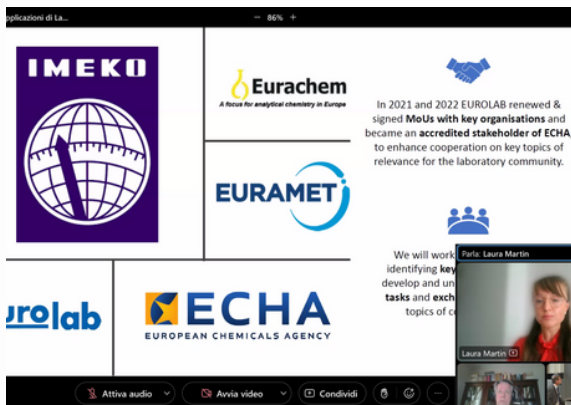 pplicazioni di La...
− 86% +
IMEKO
Eurachem
A focus for analytical chemistry in Europe
EURAMET
In 2021 and 2022 EUROLAB renewed &
signed MoUs with key organisations and
became an accredited stakeholder of ECHA,
to enhance cooperation on key topics of
relevance for the laboratory community.
urolab
ECHA
EUROPEAN CHEMICALS AGENCY
We will work
identifying key
develop and un
tasks and exch
topics of c
Parla: Laura Martin
Laura Martin
Attiva audio
Avvia video
Condividi